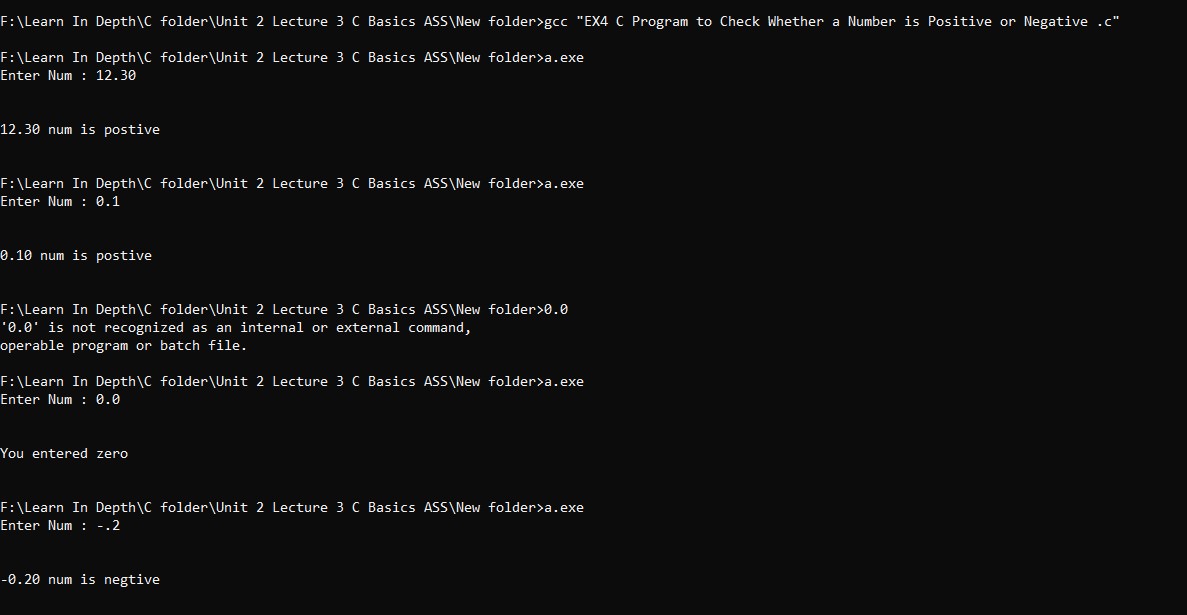 F:\Learn In Depth\C folder\Unit 2 Lecture 3 C Basics ASS\New folder>gcc "EX4 C Program to Check Whether a Number is Positive or Negative .c"
F:\Learn In Depth\C folder\Unit 2 Lecture 3 C Basics ASS\New folder>a.exe
Enter Num : 12.30
12.30 num is postive
F:\Learn In Depth\C folder\Unit 2 Lecture 3 C Basics ASS\New folder>a.exe
Enter Num : 0.1
0.10 num is postive
F:\Learn In Depth\C folder\Unit 2 Lecture 3 C Basics ASS\New folder>0.0
'0.0' is not recognized as an internal or external command,
operable program or batch file.
F:\Learn In Depth\C folder\Unit 2 Lecture 3 C Basics ASS\New folder>a.exe
Enter Num : 0.0
You entered zero
F:\Learn In Depth\C folder\Unit 2 Lecture 3 C Basics ASS\New folder>a.exe
Enter Num : -.2
-0.20 num is negtive